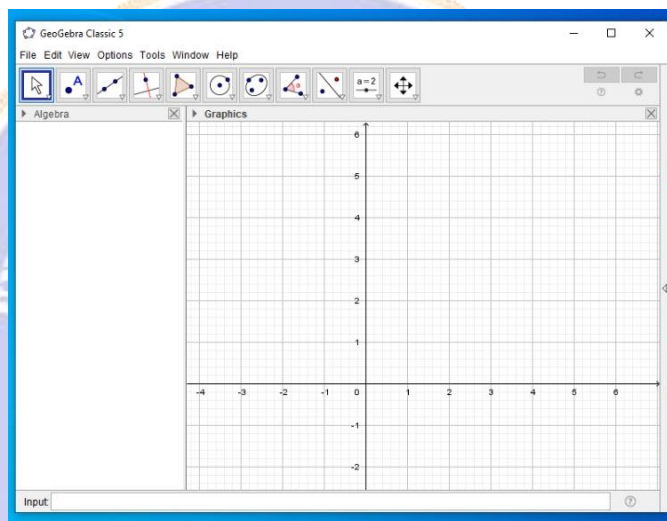 GeoGebra Classic 5
File Edit View Options Tools Window Help
A
α
a=2
Algebra
Graphics
6
5
4
3
2
1
-4 -3 -2 -1 0 1 2 3 4 5 6
-1
-2
Input: